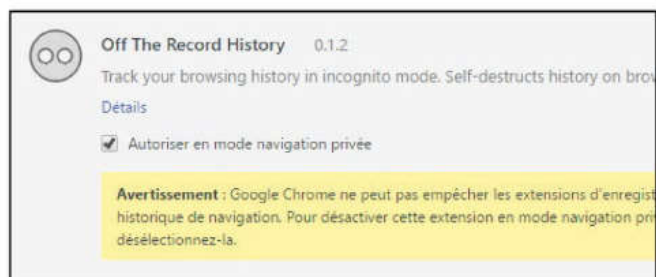 Off The Record History 0.1.2
Track your browsing history in incognito mode. Self-destructs history on brow
Détails
Autoriser en mode navigation privée
Avertissement : Google Chrome ne peut pas empêcher les extensions d'enregist
historique de navigation. Pour désactiver cette extension en mode navigation priv
désélectionnez-la.